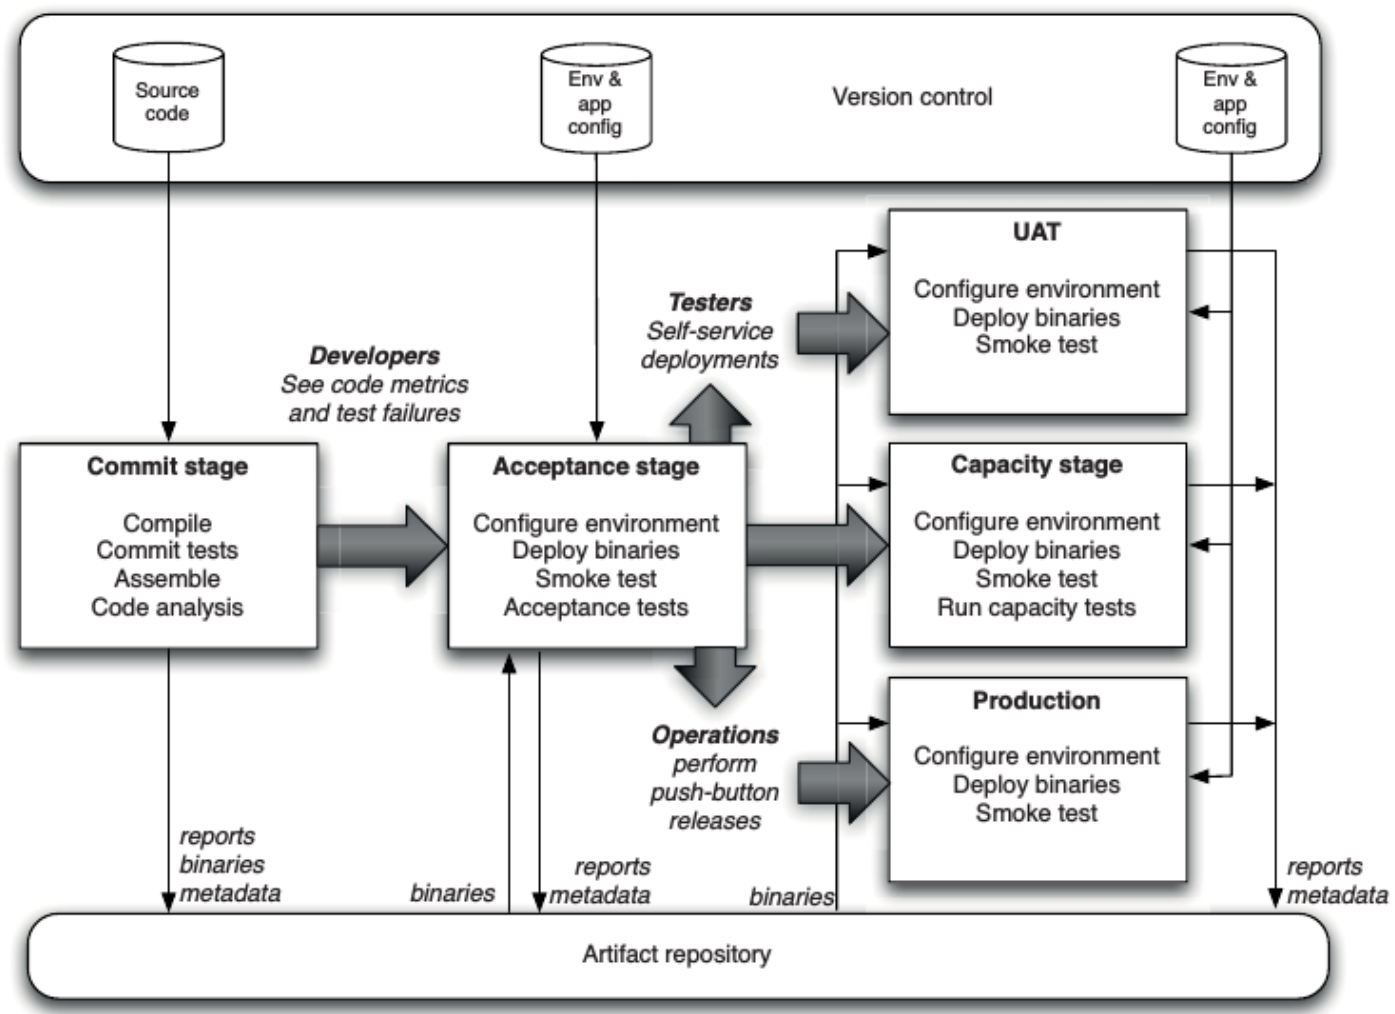 Source
code
Env &
app
config
Version control
Env &
app
config
Developers
See code metrics
and test failures
Testers
Self-service
deployments
UAT
Configure environment
Deploy binaries
Smoke test
Commit stage
Compile
Commit tests
Assemble
Code analysis
Acceptance stage
Configure environment
Deploy binaries
Smoke test
Acceptance tests
Capacity stage
Configure environment
Deploy binaries
Smoke test
Run capacity tests
Operations
perform
push-button
releases
Production
Configure environment
Deploy binaries
Smoke test
reports
binaries
metadata
binaries
reports
metadata
binaries
reports
metadata
Artifact repository